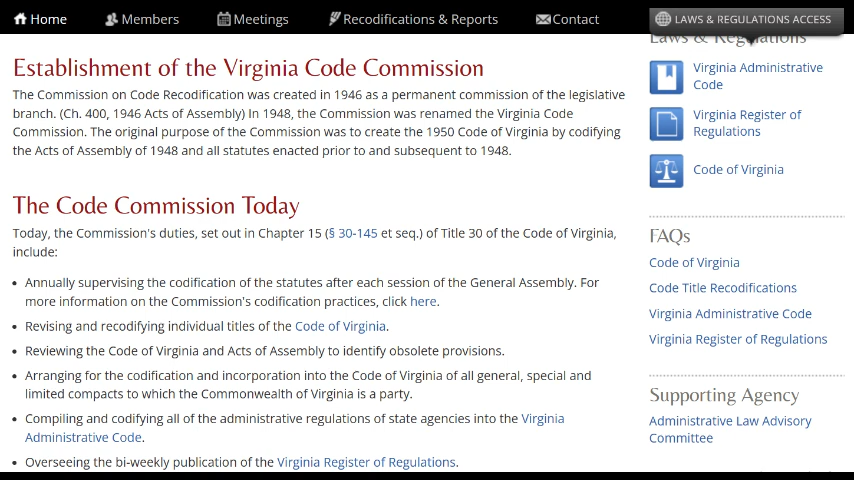 Home
Members
Meetings
Recodifications & Reports
Contact
LAWS & REGULATIONS ACCESS
Establishment of the Virginia Code Commission
The Commission on Code Recodification was created in 1946 as a permanent commission of the legislative
branch. (Ch. 400, 1946 Acts of Assembly) In 1948, the Commission was renamed the Virginia Code
Commission. The original purpose of the Commission was to create the 1950 Code of Virginia by codifying
the Acts of Assembly of 1948 and all statutes enacted prior to and subsequent to 1948.
The Code Commission Today
Today, the Commission's duties, set out in Chapter 15 (§ 30-145 et seq.) of Title 30 of the Code of Virginia,
include:
• Annually supervising the codification of the statutes after each session of the General Assembly. For
more information on the Commission's codification practices, click here.
• Revising and recodifying individual titles of the Code of Virginia.
• Reviewing the Code of Virginia and Acts of Assembly to identify obsolete provisions.
• Arranging for the codification and incorporation into the Code of Virginia of all general, special and
limited compacts to which the Commonwealth of Virginia is a party.
• Compiling and codifying all of the administrative regulations of state agencies into the Virginia
Administrative Code.
• Overseeing the bi-weekly publication of the Virginia Register of Regulations.
Laws & Regulations
Virginia Administrative
Code
Virginia Register of
Regulations
Code of Virginia
FAQs
Code of Virginia
Code Title Recodifications
Virginia Administrative Code
Virginia Register of Regulations
Supporting Agency
Administrative Law Advisory
Committee